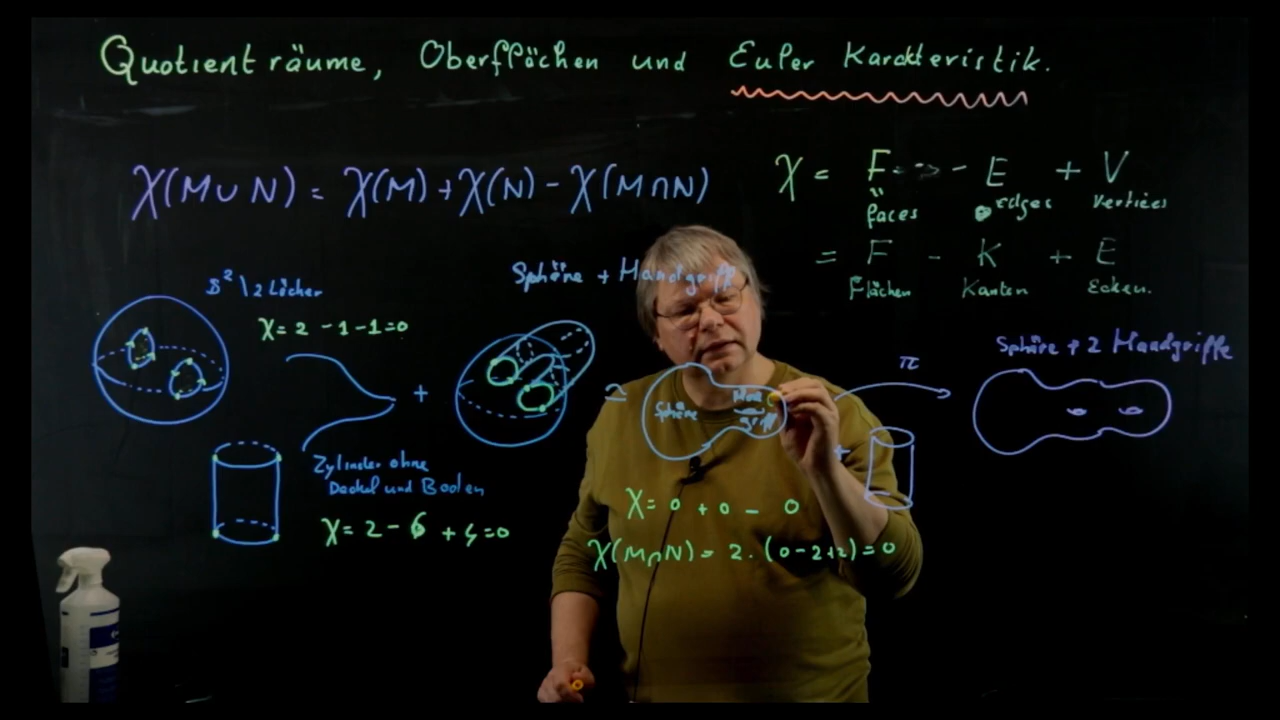 Quotienträume, Oberflächen und Euler Karakteristik.
χ(M∪N) = χ(M) + χ(N) - χ(M∩N)
χ = F - E + V
faces edges vertices
= F - K + E
Flächen Kanten Ecken.
S² \ 2 Löcher
χ = 2 - 1 - 1 = 0
Sphäre + Handgriff
Sphäre + 2 Handgriffe
+
≅
Sphäre
griff
+
Zylinder ohne
Deckel und Boden
χ = 2 - 6 + 4 = 0
χ = 0 + 0 - 0
χ(M∩N) = 2 · (0 - 2 + 2) = 0